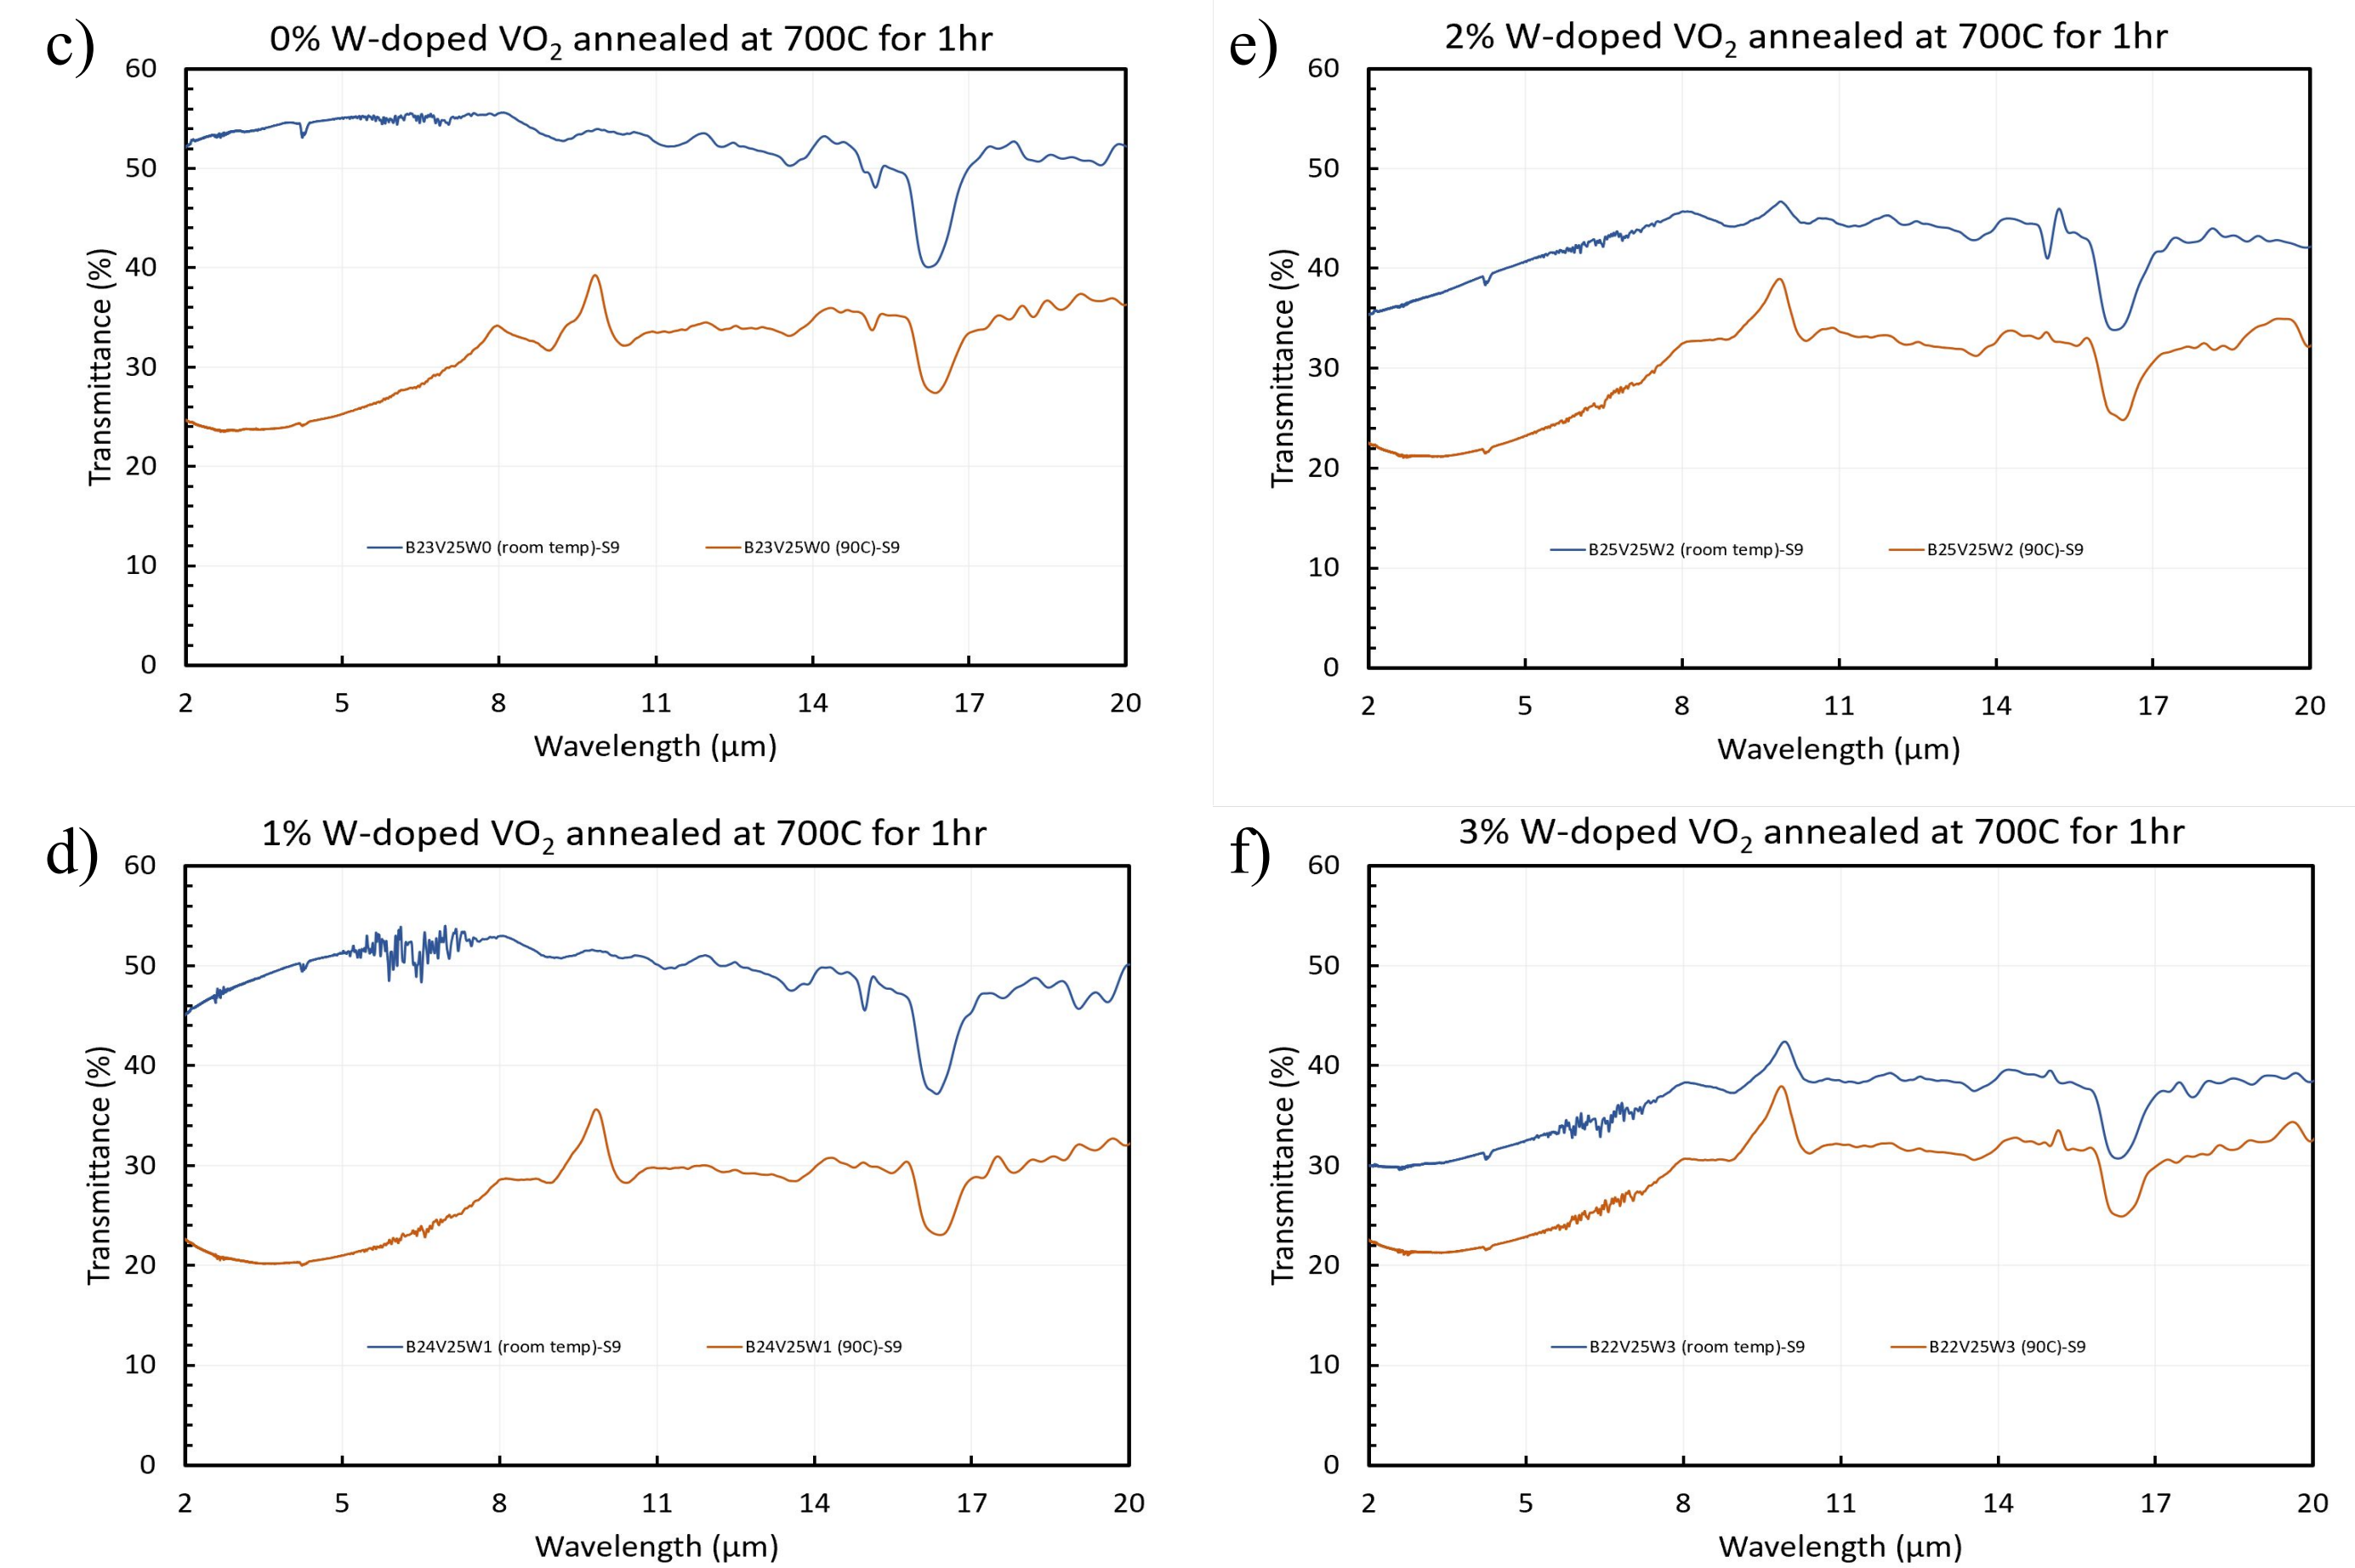 c)
0% W-doped VO₂ annealed at 700C for 1hr
60
50
40
30
20
10
0
Transmittance (%)
B23V25W0 (room temp)-S9 B23V25W0 (90C)-S9
2 5 8 11 14 17 20
Wavelength (μm)
e)
2% W-doped VO₂ annealed at 700C for 1hr
60
50
40
30
20
10
0
Transmittance (%)
B25V25W2 (room temp)-S9 B25V25W2 (90C)-S9
2 5 8 11 14 17 20
Wavelength (μm)
d)
1% W-doped VO₂ annealed at 700C for 1hr
60
50
40
30
20
10
0
Transmittance (%)
B24V25W1 (room temp)-S9 B24V25W1 (90C)-S9
2 5 8 11 14 17 20
Wavelength (μm)
f)
3% W-doped VO₂ annealed at 700C for 1hr
60
50
40
30
20
10
0
Transmittance (%)
B22V25W3 (room temp)-S9 B22V25W3 (90C)-S9
2 5 8 11 14 17 20
Wavelength (μm)